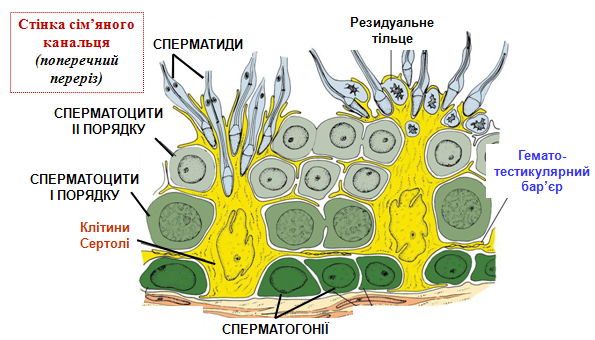 Стінка сім’яного
канальця
(поперечний
переріз)
СПЕРМАТИДИ
Резидуальне
тільце
СПЕРМАТОЦИТИ
ІІ ПОРЯДКУ
СПЕРМАТОЦИТИ
І ПОРЯДКУ
Гемато-
тестикулярний
бар’єр
Клітини
Сертолі
СПЕРМАТОГОНІЇ